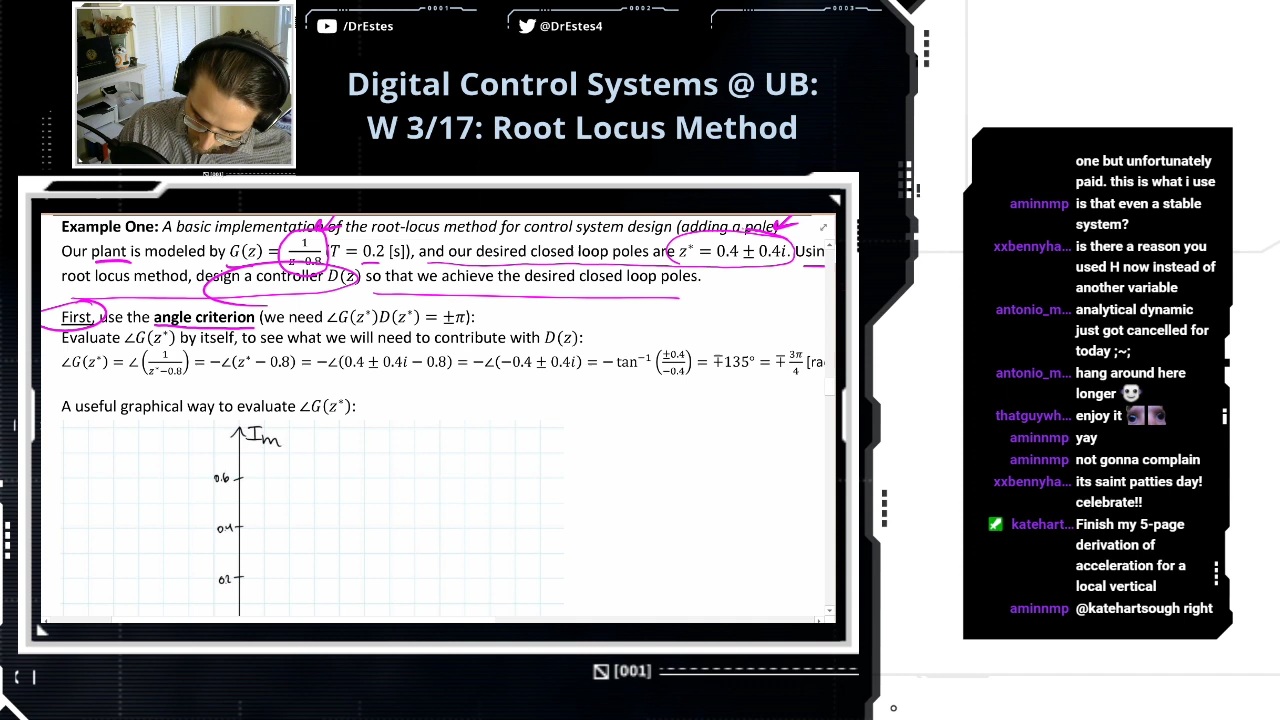 0001
0002
0003
/DrEstes
@DrEstes4
Digital Control Systems @ UB:
W 3/17: Root Locus Method
[001]
Example One: A basic implementation of the root-locus method for control system design (adding a pole)
Our plant is modeled by G(z) = 1/(z−0.8) (T = 0.2 [s]), and our desired closed loop poles are z* = 0.4 ± 0.4i. Usin
root locus method, design a controller D(z) so that we achieve the desired closed loop poles.
First, use the angle criterion (we need ∠G(z*)D(z*) = ±π):
Evaluate ∠G(z*) by itself, to see what we will need to contribute with D(z):
∠G(z*) = ∠(1/(z*−0.8)) = −∠(z* − 0.8) = −∠(0.4 ± 0.4i − 0.8) = −∠(−0.4 ± 0.4i) = − tan⁻¹(±0.4/−0.4) = ∓135° = ∓ 3π/4 [ra
A useful graphical way to evaluate ∠G(z*):
Im
0.6
0.4
0.2
[001]
one but unfortunately
paid. this is what i use
aminnmp is that even a stable
system?
xxbennyha... is there a reason you
used H now instead of
another variable
antonio_m... analytical dynamic
just got cancelled for
today ;~;
antonio_m... hang around here
longer
thatguywh... enjoy it
aminnmp yay
aminnmp not gonna complain
xxbennyha... its saint patties day!
celebrate!!
katehart... Finish my 5-page
derivation of
acceleration for a
local vertical
aminnmp @katehartsough right